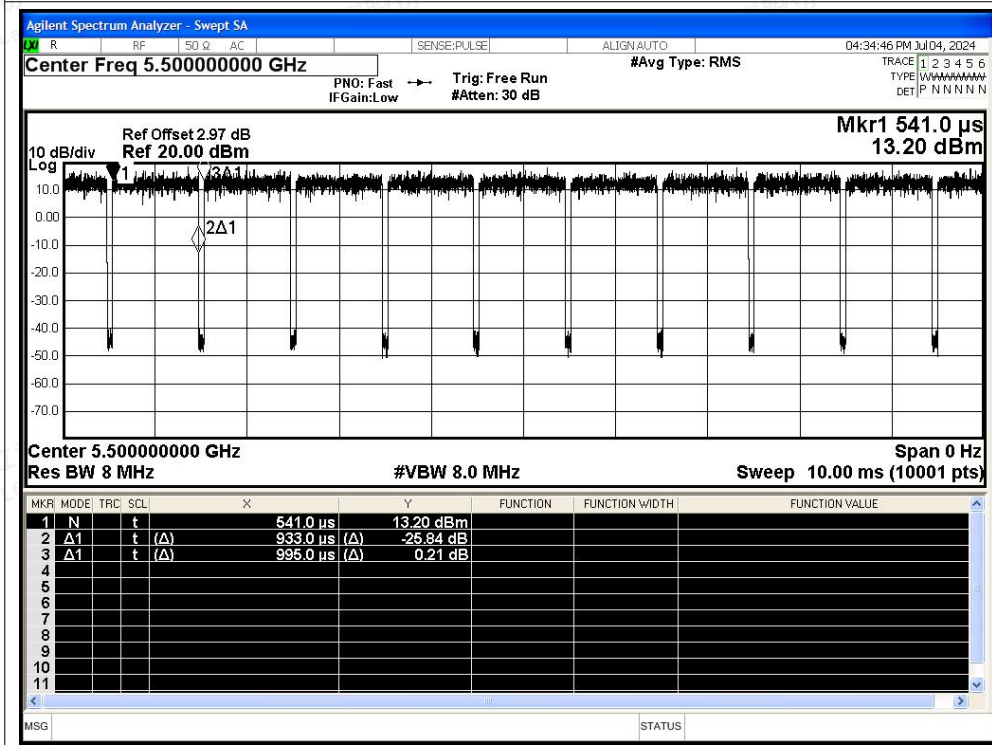 Agilent Spectrum Analyzer - Swept SA
LXI R RF 50 Ω AC SENSE:PULSE ALIGN AUTO 04:34:46 PM Jul 04, 2024
Center Freq 5.500000000 GHz #Avg Type: RMS TRACE 1 2 3 4 5 6
PNO: Fast Trig: Free Run TYPE WWWWWW
IFGain:Low #Atten: 30 dB DET P N N N N N
Mkr1 541.0 µs
Ref Offset 2.97 dB
10 dB/div Ref 20.00 dBm 13.20 dBm
Log
1 3Δ1
10.0
0.00
2Δ1
-10.0
-20.0
-30.0
-40.0
-50.0
-60.0
-70.0
Center 5.500000000 GHz Span 0 Hz
Res BW 8 MHz #VBW 8.0 MHz Sweep 10.00 ms (10001 pts)
MKR MODE TRC SCL X Y FUNCTION FUNCTION WIDTH FUNCTION VALUE
1 N t 541.0 µs 13.20 dBm
2 Δ1 t (Δ) 933.0 µs (Δ) -25.84 dB
3 Δ1 t (Δ) 995.0 µs (Δ) 0.21 dB
4
5
6
7
8
9
10
11
MSG STATUS